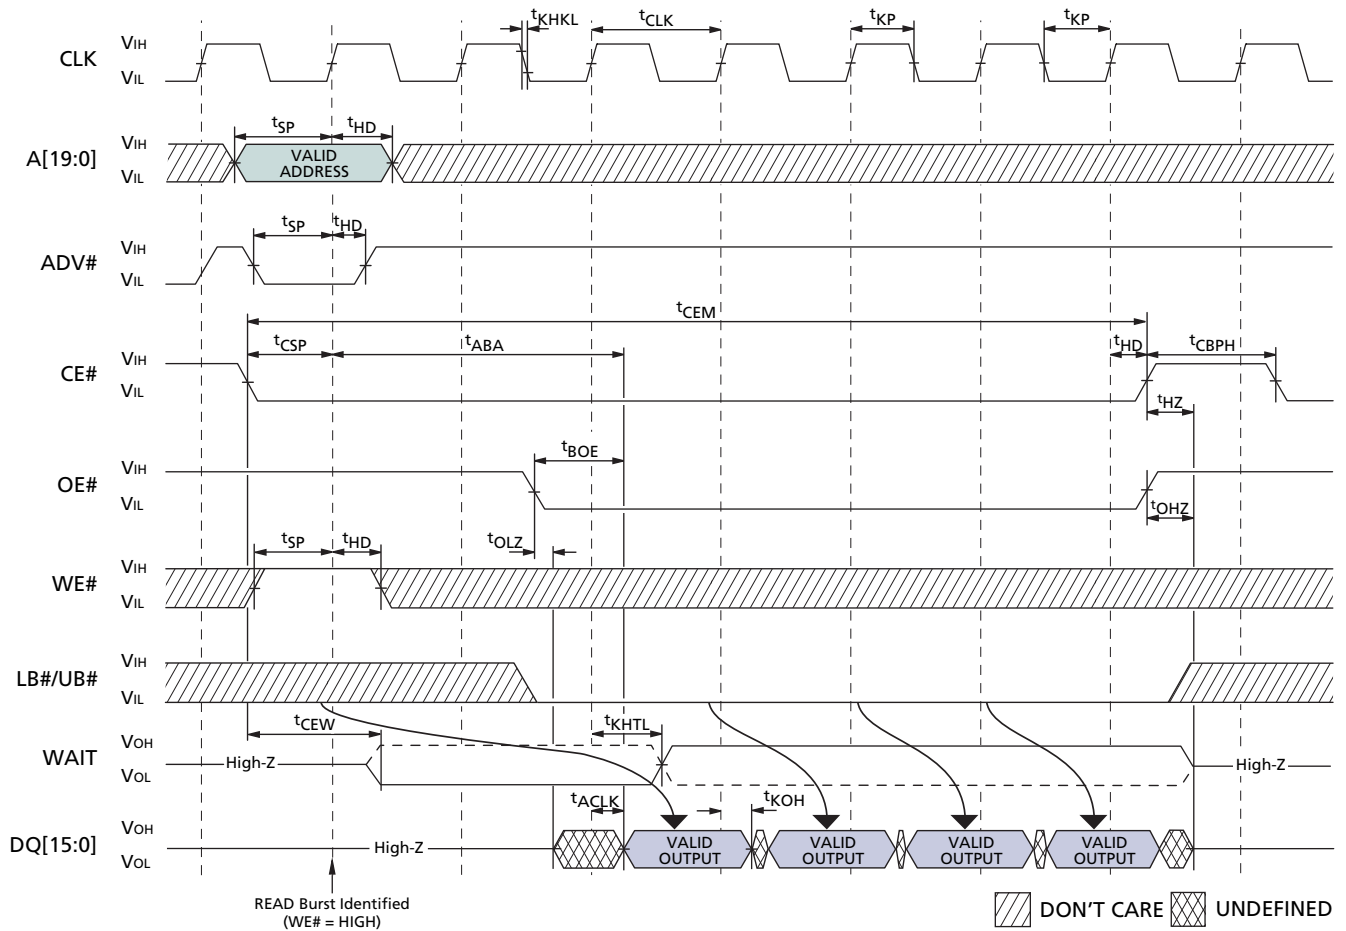 tKHKL tCLK tKP tKP
CLK VIH
VIL
tSP tHD
A[19:0] VIH
VIL
VALID
ADDRESS
tSP tHD
ADV# VIH
VIL
tCEM
tCSP tABA tHD tCBPH
CE# VIH
VIL
tHZ
tBOE
OE# VIH
VIL
tOHZ
tOLZ
tSP tHD
WE# VIH
VIL
LB#/UB# VIH
VIL
tCEW tKHTL
WAIT VOH
VOL
High-Z High-Z
tACLK tKOH
DQ[15:0] VOH
VOL
High-Z
VALID
OUTPUT
VALID
OUTPUT
VALID
OUTPUT
VALID
OUTPUT
READ Burst Identified
(WE# = HIGH)
DON'T CARE UNDEFINED